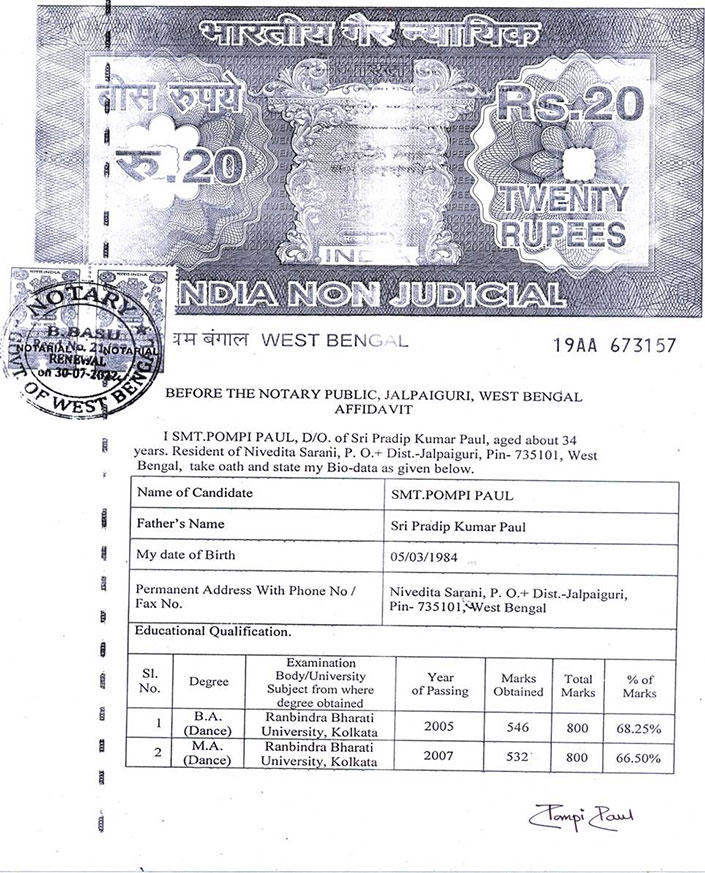 भारतीय गैर न्यायिक
बीस रुपये
रु.20
Rs.20
TWENTY
RUPEES
INDIA NON JUDICIAL
NOTARY
B.BASU
NOTARIAL NOTARIAL
RENEWAL
on 30-07-2022
GOVT OF WEST BENGAL
बंगाल WEST BENGAL
19AA 673157
BEFORE THE NOTARY PUBLIC, JALPAIGURI, WEST BENGAL
AFFIDAVIT
I SMT.POMPI PAUL, D/O. of Sri Pradip Kumar Paul, aged about 34
years. Resident of Nivedita Sarani, P. O.+ Dist.-Jalpaiguri, Pin- 735101, West
Bengal, take oath and state my Bio-data as given below.
Name of Candidate SMT.POMPI PAUL
Father's Name Sri Pradip Kumar Paul
My date of Birth 05/03/1984
Permanent Address With Phone No / Nivedita Sarani, P. O.+ Dist.-Jalpaiguri,
Fax No. Pin- 735101, West Bengal
Educational Qualification.
Sl. No. Degree Examination Body/University Subject from where degree obtained Year of Passing Marks Obtained Total Marks % of Marks
1 B.A. (Dance) Ranbindra Bharati University, Kolkata 2005 546 800 68.25%
2 M.A. (Dance) Ranbindra Bharati University, Kolkata 2007 532 800 66.50%
Pompi Paul